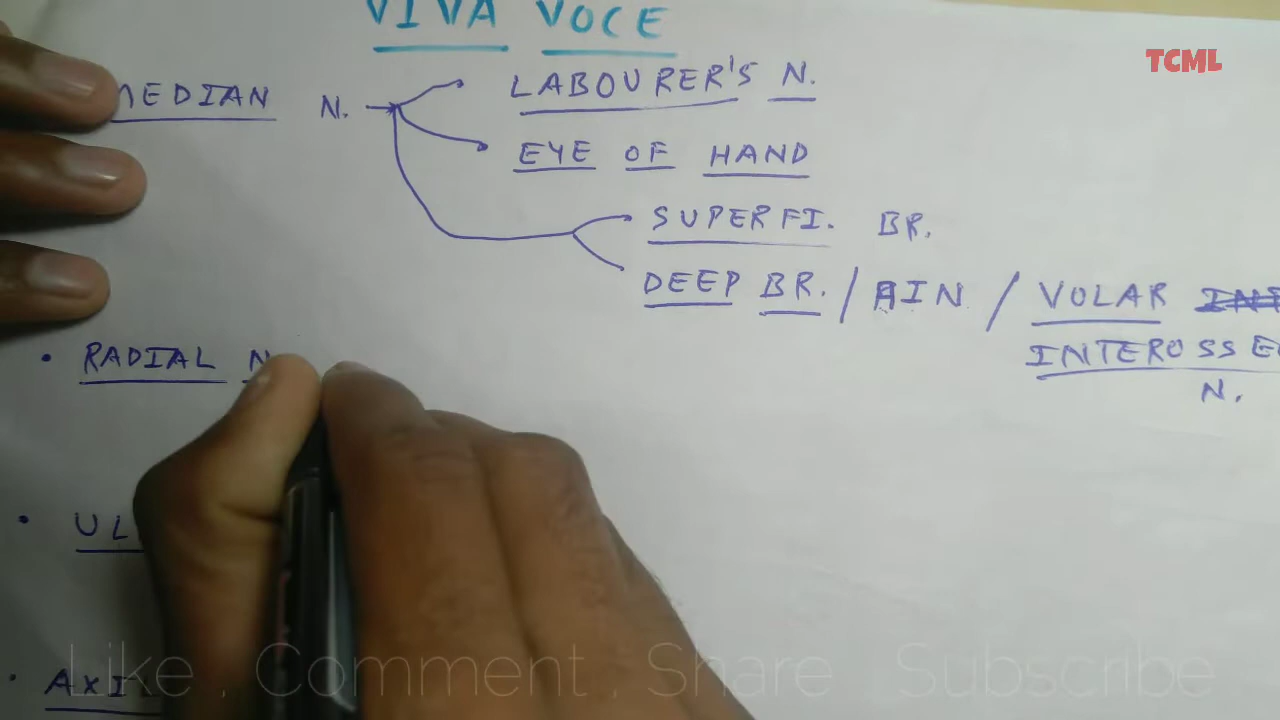 VIVA VOCE
TCML
MEDIAN N. LABOURER'S N.
EYE OF HAND
SUPERFI. BR.
DEEP BR. / AIN / VOLAR
INTEROSSE
N.
• RADIAL N
• UL
• AXI
Like , Comment , Share , Subscribe